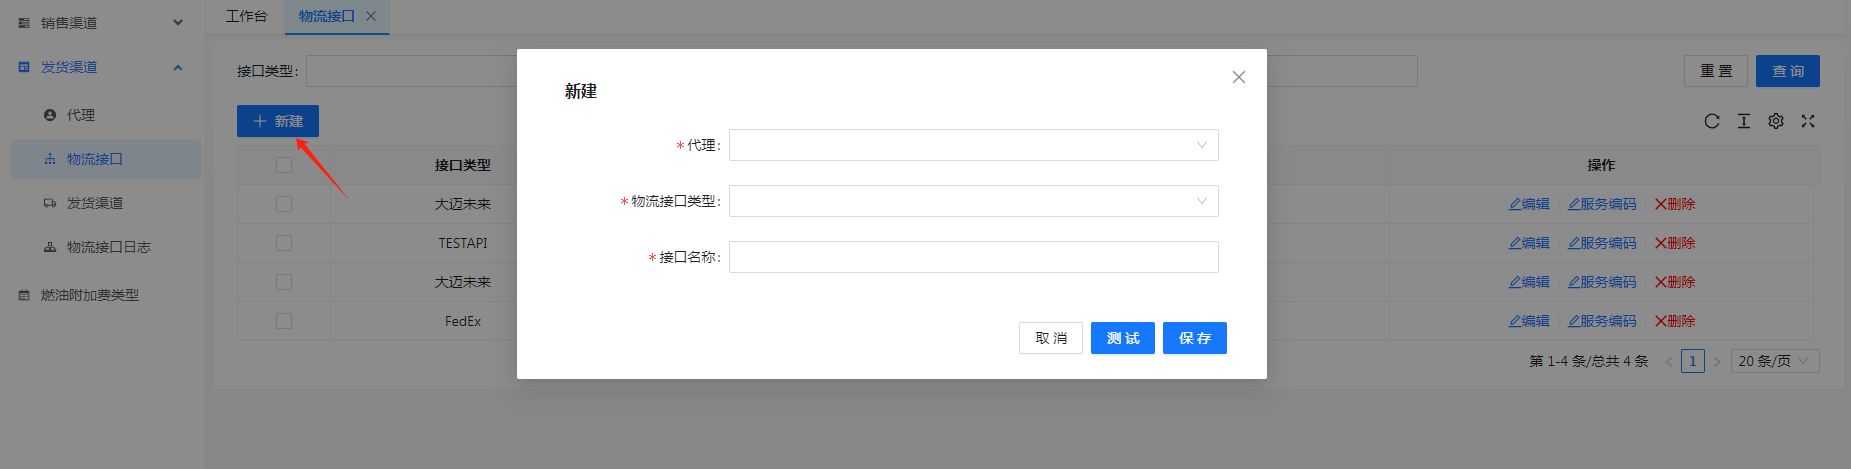 销售渠道
发货渠道
代理
物流接口
发货渠道
物流接口日志
燃油附加费类型
工作台
物流接口
接口类型:
重 置
查 询
新建
接口类型
操作
大迈未来
编辑
服务编码
删除
TESTAPI
编辑
服务编码
删除
大迈未来
编辑
服务编码
删除
FedEx
编辑
服务编码
删除
第 1-4 条/总共 4 条
1
20 条/页
新建
*代理:
*物流接口类型:
*接口名称:
取 消
测 试
保 存